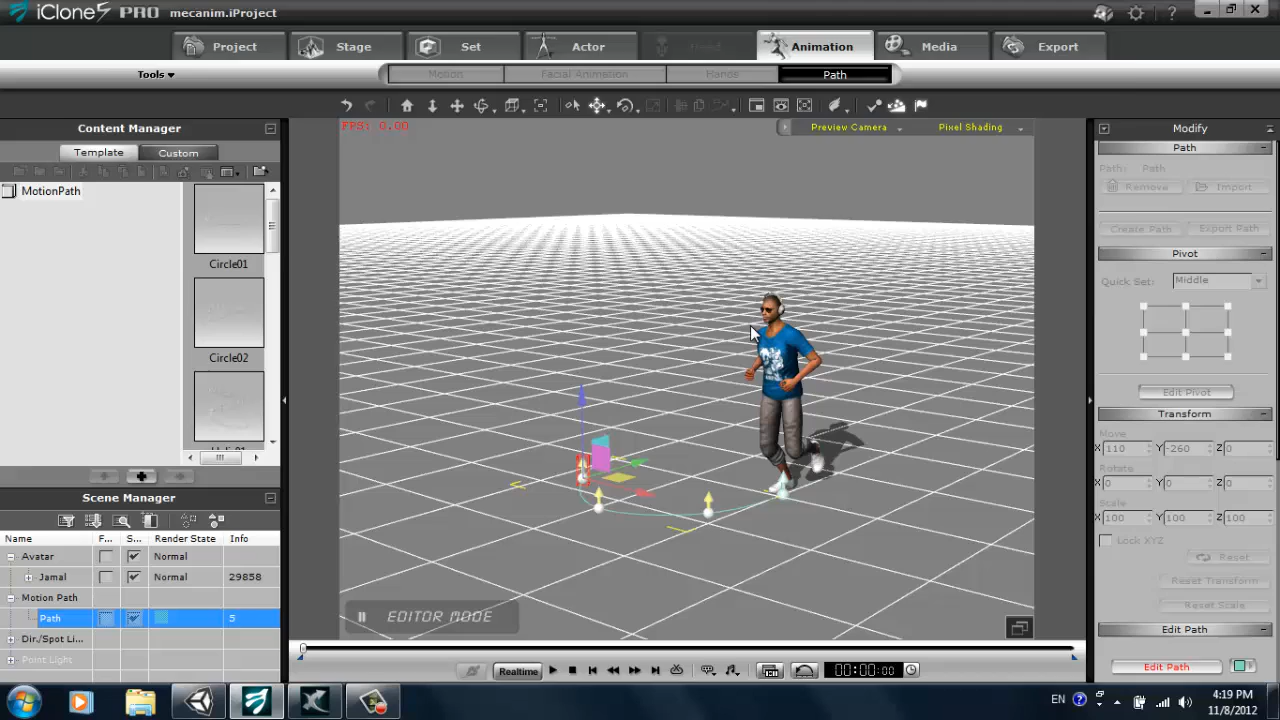 iClone5 PRO mecanim.iProject
Project Stage Set Actor Head Animation Media Export
Tools Motion Facial Animation Hands Path
Content Manager
Template Custom
MotionPath
Circle01
Circle02
FPS: 0.00
Preview Camera Pixel Shading
EDITOR MODE
Modify
Path
Path: Path
Remove Import
Create Path Export Path
Pivot
Quick Set: Middle
Edit Pivot
Transform
Move
X 110 Y -260 Z 0
Rotate
X 0 Y 0 Z 0
Scale
X 100 Y 100 Z 100
Lock XYZ
Reset
Reset Transform
Reset Scale
Edit Path
Edit Path
Scene Manager
Name F... S... Render State Info
Avatar Normal
Jamal Normal 29858
Motion Path
Path 5
Dir./Spot Li...
Point Light
Realtime 00:00:00
EN 4:19 PM
11/8/2012